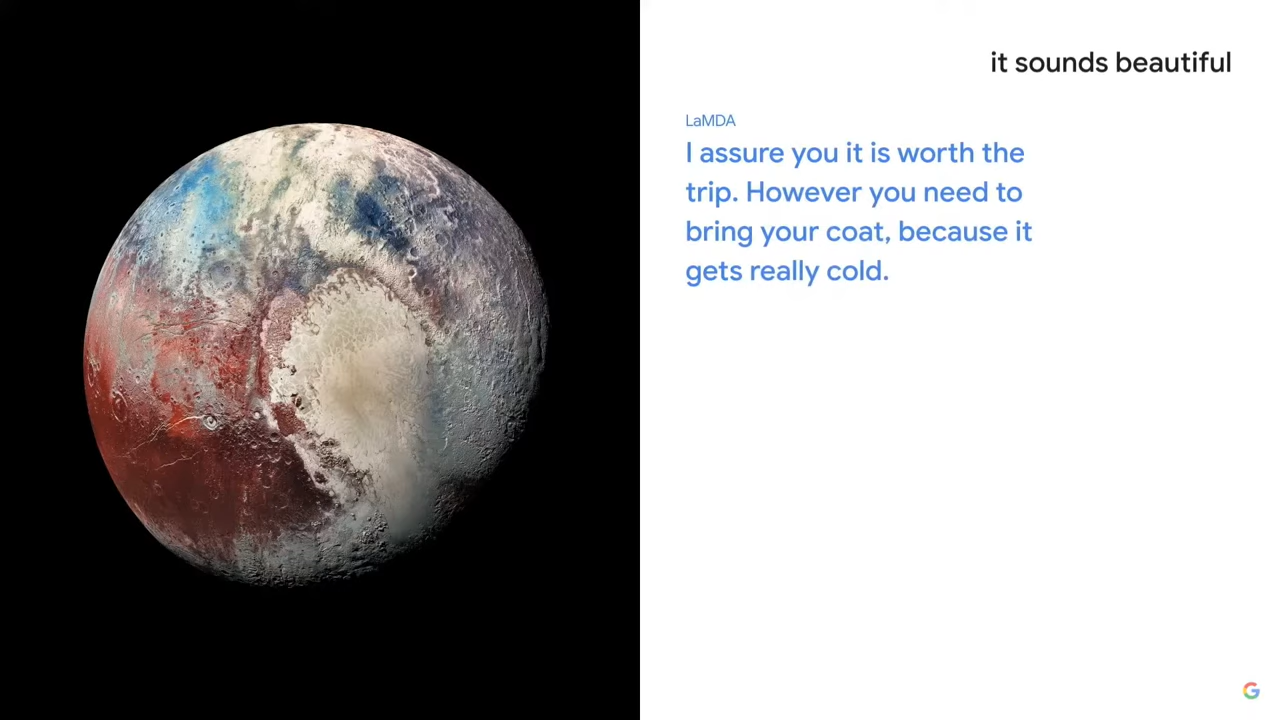 it sounds beautiful
LaMDA
I assure you it is worth the
trip. However you need to
bring your coat, because it
gets really cold.